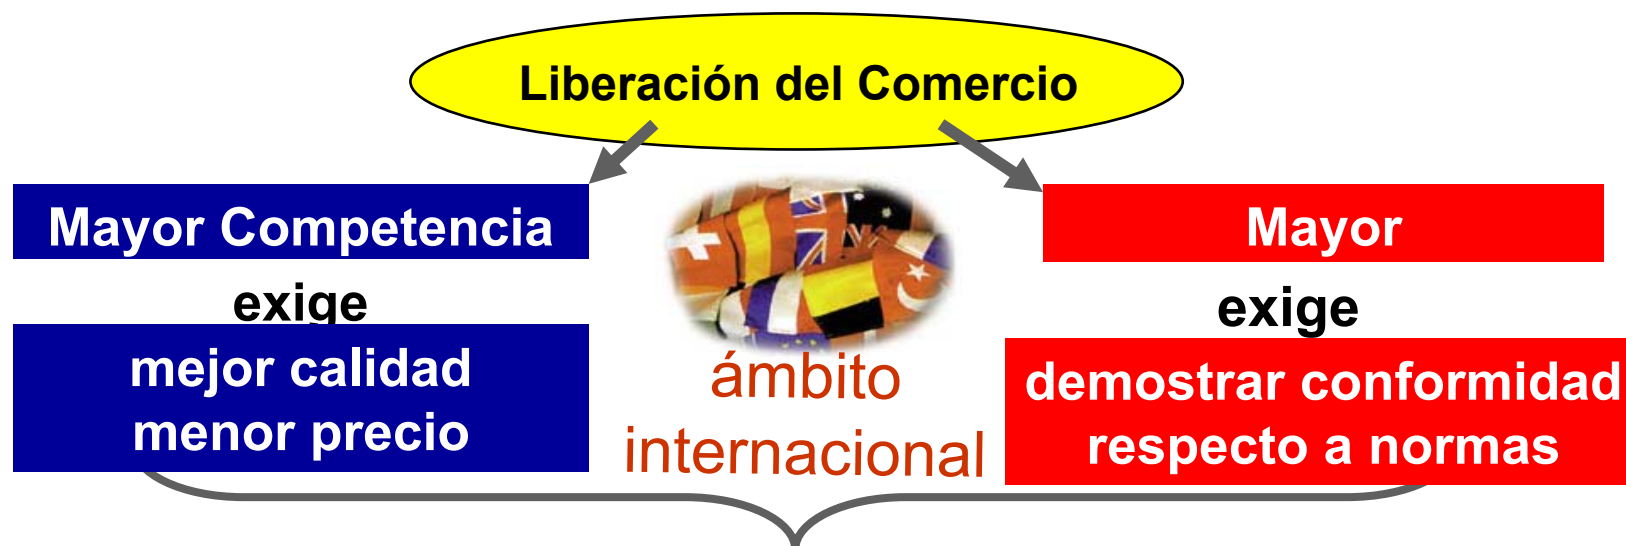 Liberación del Comercio
Mayor Competencia
exige
mejor calidad
menor precio
ámbito
internacional
Mayor
exige
demostrar conformidad
respecto a normas